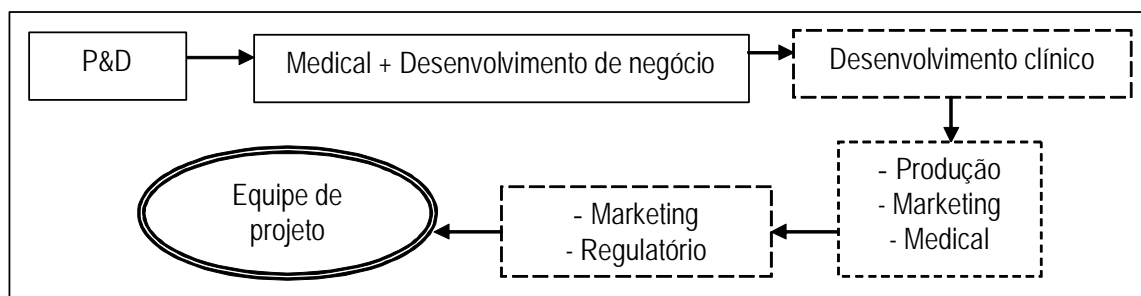 P&D
Medical + Desenvolvimento de negócio
Desenvolvimento clínico
- Produção
- Marketing
- Medical
- Marketing
- Regulatório
Equipe de
projeto